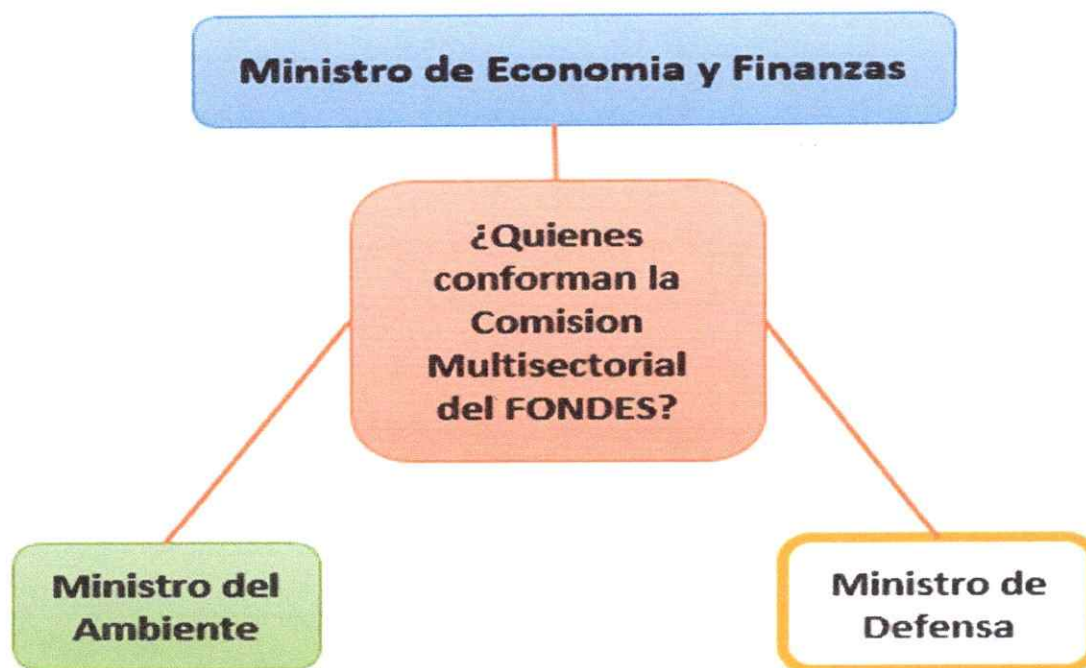 Ministro de Economia y Finanzas
¿Quienes
conforman la
Comision
Multisectorial
del FONDES?
Ministro del
Ambiente
Ministro de
Defensa